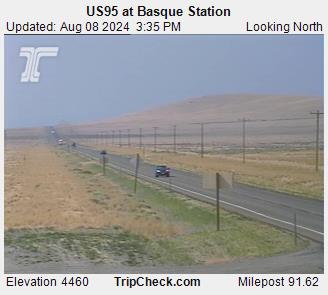 US95 at Basque Station
Updated: Aug 08 2024 3:35 PM Looking North
Elevation 4460 TripCheck.com Milepost 91.62